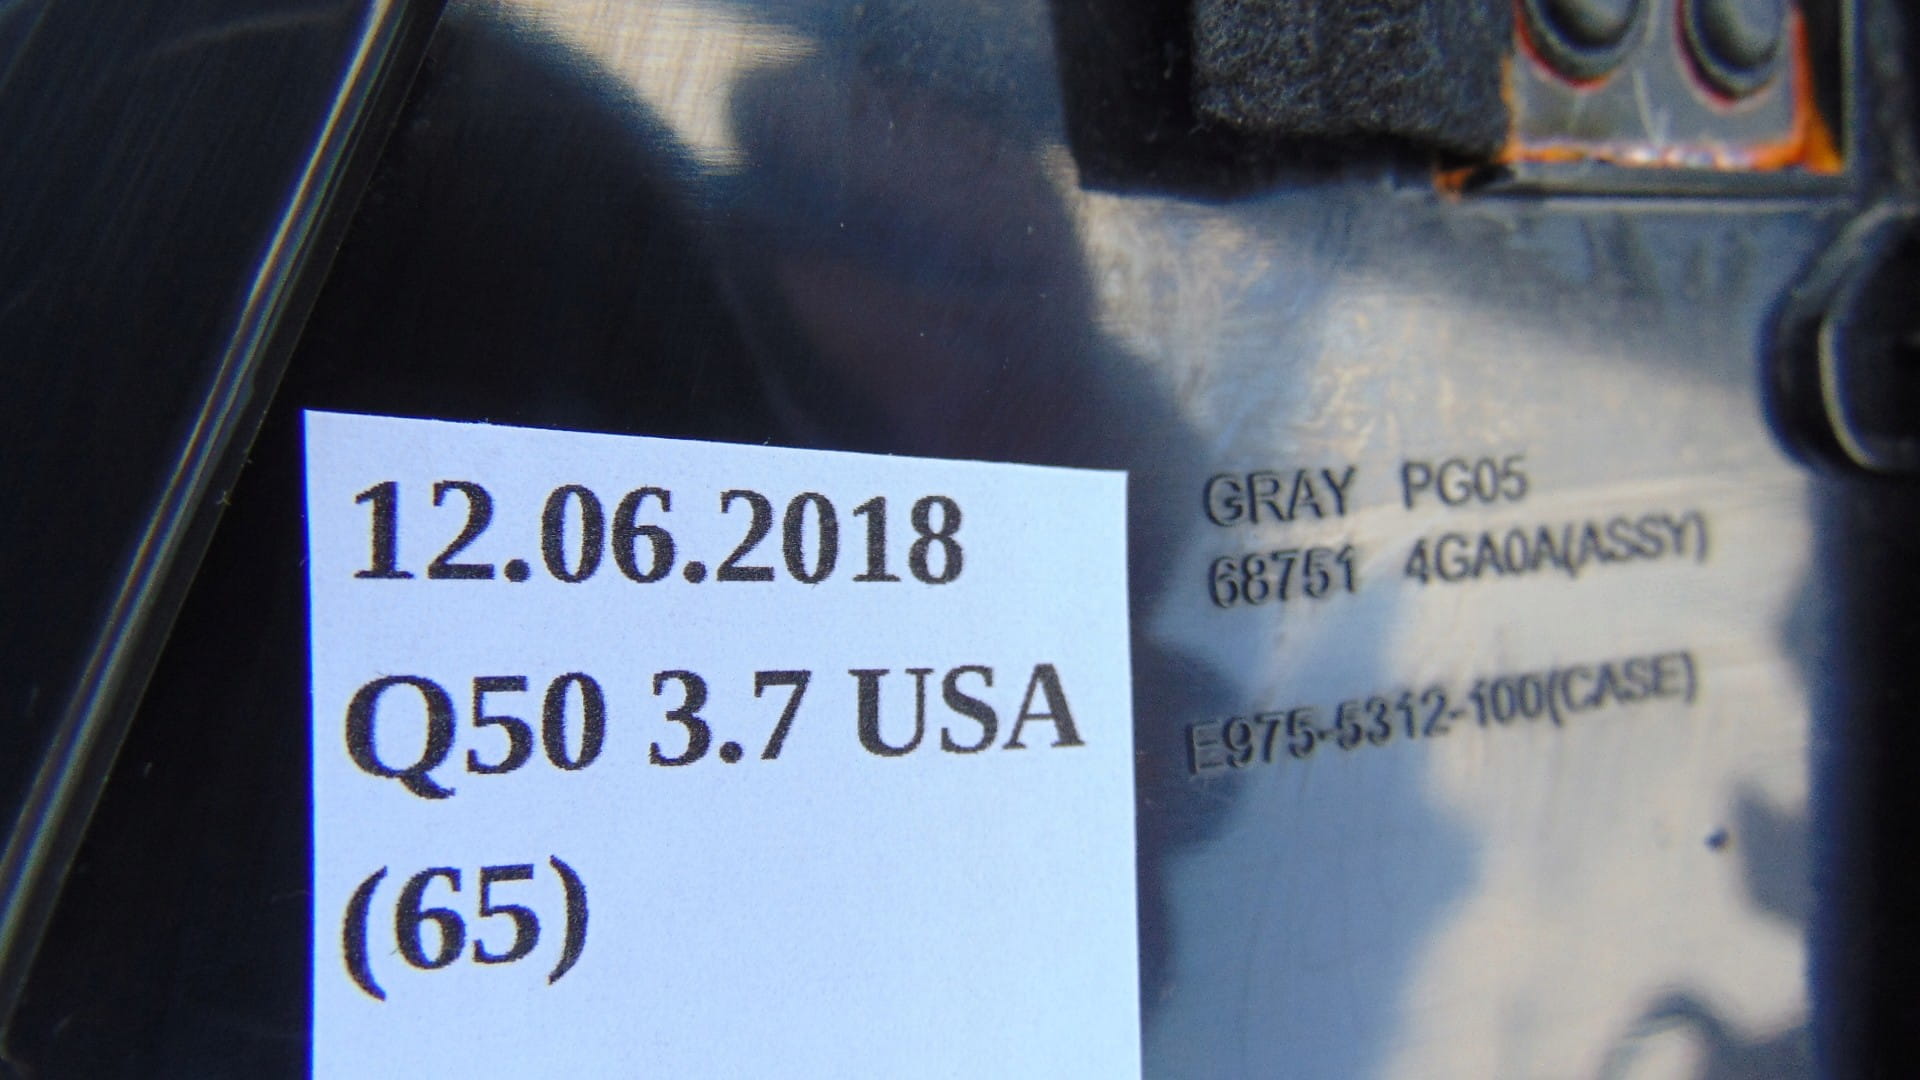 12.06.2018
Q50 3.7 USA
(65)
GRAY PG05
68751 4GA0A(ASSY)
E975-5312-100(CASE)